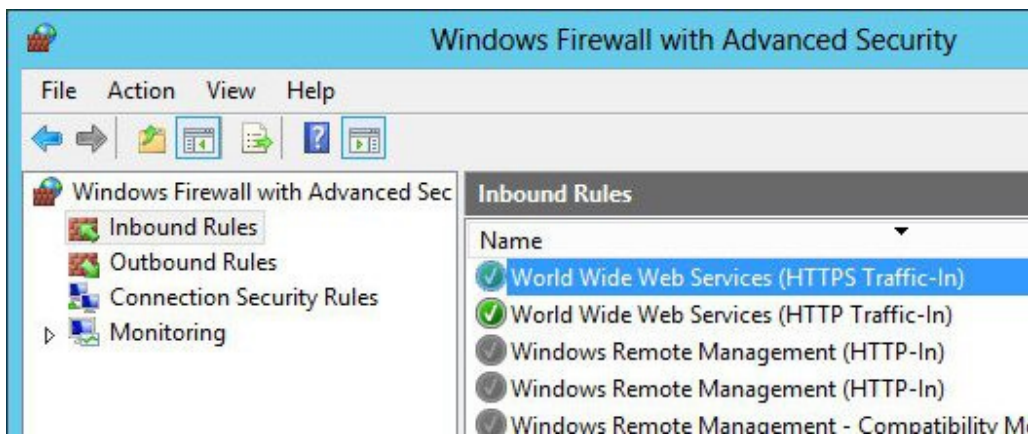 Windows Firewall with Advanced Security
File Action View Help
Windows Firewall with Advanced Sec
Inbound Rules
Outbound Rules
Connection Security Rules
Monitoring
Inbound Rules
Name
World Wide Web Services (HTTPS Traffic-In)
World Wide Web Services (HTTP Traffic-In)
Windows Remote Management (HTTP-In)
Windows Remote Management (HTTP-In)
Windows Remote Management - Compatibility Mo